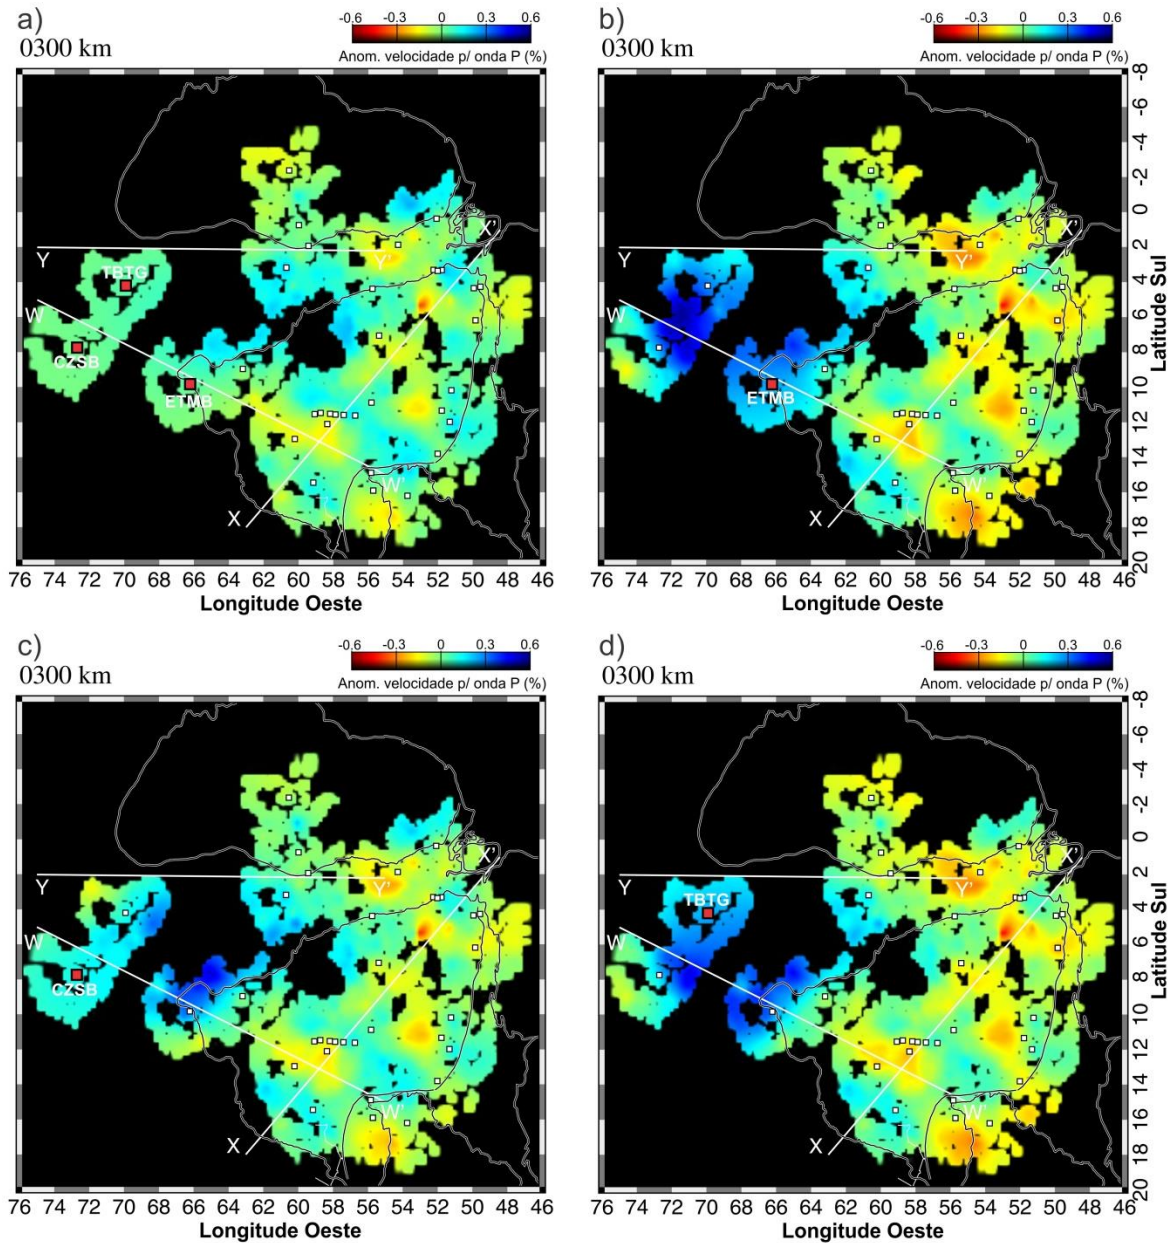 a)
0300 km
-0.6 -0.3 0 0.3 0.6
Anom. velocidade p/ onda P (%)
X'
Y
Y'
TBTG
W
CZSB
ETMB
W'
X
76 74 72 70 68 66 64 62 60 58 56 54 52 50 48 46
Longitude Oeste
b)
0300 km
-0.6 -0.3 0 0.3 0.6
Anom. velocidade p/ onda P (%)
X'
Y
Y'
W
ETMB
W'
X
-8
-6
-4
-2
0
2
4
6
8
10
12
14
16
18
20
Latitude Sul
76 74 72 70 68 66 64 62 60 58 56 54 52 50 48 46
Longitude Oeste
c)
0300 km
-0.6 -0.3 0 0.3 0.6
Anom. velocidade p/ onda P (%)
X'
Y
Y'
W
CZSB
W'
X
76 74 72 70 68 66 64 62 60 58 56 54 52 50 48 46
Longitude Oeste
d)
0300 km
-0.6 -0.3 0 0.3 0.6
Anom. velocidade p/ onda P (%)
X'
Y
Y'
TBTG
W
W'
X
-8
-6
-4
-2
0
2
4
6
8
10
12
14
16
18
20
Latitude Sul
76 74 72 70 68 66 64 62 60 58 56 54 52 50 48 46
Longitude Oeste